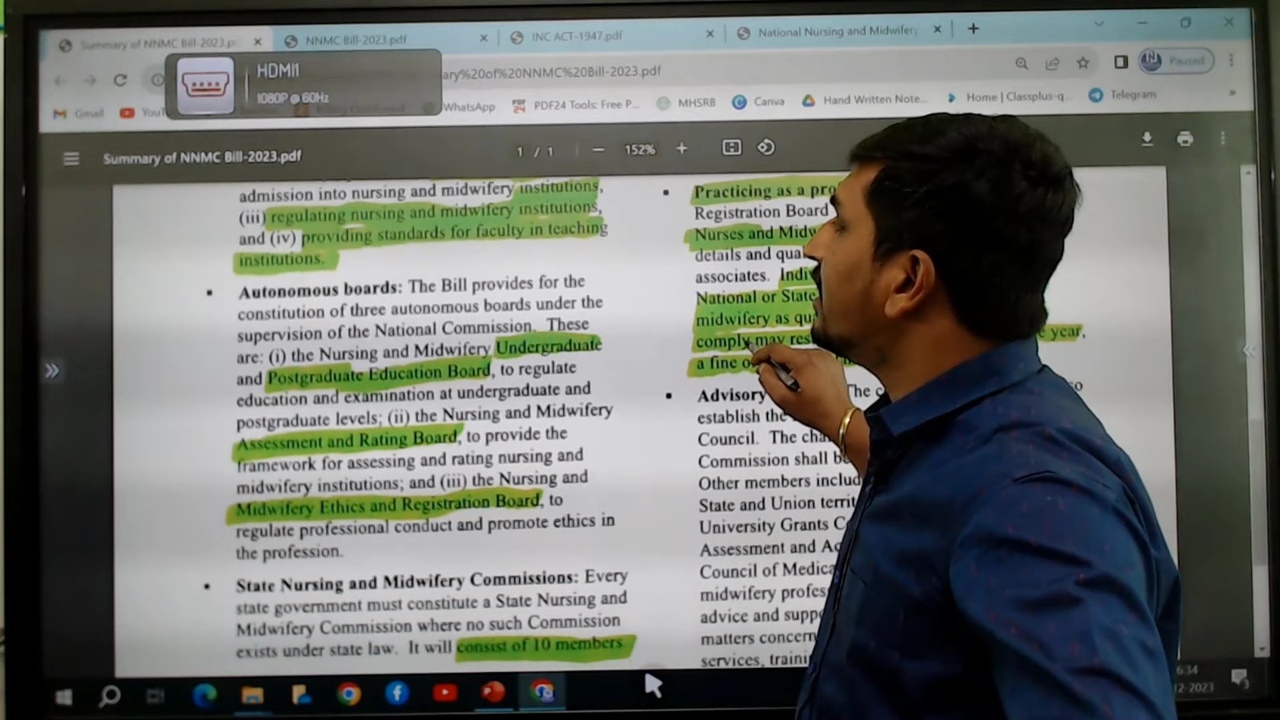 Summary of NNMC Bill-2023.pd
NNMC Bill-2023.pdf
INC ACT-1947.pdf
National Nursing and Midwifery
HDMI1
1080P @ 60Hz
ary%20of%20NNMC%20Bill-2023.pdf
Paused
Gmail
YouT
WhatsApp
PDF24 Tools: Free P...
MHSRB
Canva
Hand Written Note...
Home | Classplus-q...
Telegram
Summary of NNMC Bill-2023.pdf
1 / 1
152%
admission into nursing and midwifery institutions,
(iii) regulating nursing and midwifery institutions,
and (iv) providing standards for faculty in teaching
institutions.
Autonomous boards: The Bill provides for the
constitution of three autonomous boards under the
supervision of the National Commission. These
are: (i) the Nursing and Midwifery Undergraduate
and Postgraduate Education Board, to regulate
education and examination at undergraduate and
postgraduate levels; (ii) the Nursing and Midwifery
Assessment and Rating Board, to provide the
framework for assessing and rating nursing and
midwifery institutions; and (iii) the Nursing and
Midwifery Ethics and Registration Board, to
regulate professional conduct and promote ethics in
the profession.
State Nursing and Midwifery Commissions: Every
state government must constitute a State Nursing and
Midwifery Commission where no such Commission
exists under state law. It will consist of 10 members
Practicing as a pro
Registration Board
Nurses and Midw
details and qua
associates. Indiv
National or State
midwifery as qu
comply may res e year,
a fine o
Advisory The c
establish the
Council. The cha
Commission shall be
Other members includ
State and Union territ
University Grants C
Assessment and Ac
Council of Medica
midwifery profes
advice and suppo
matters concern
services, traini
6:34
12-2023